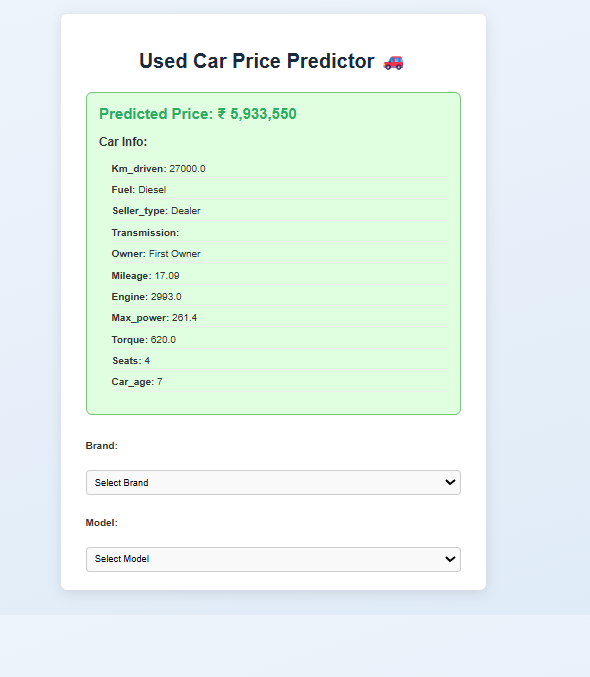 Used Car Price Predictor 🚗
Predicted Price: ₹ 5,933,550
Car Info:
Km_driven: 27000.0
Fuel: Diesel
Seller_type: Dealer
Transmission:
Owner: First Owner
Mileage: 17.09
Engine: 2993.0
Max_power: 261.4
Torque: 620.0
Seats: 4
Car_age: 7
Brand:
Select Brand
Model:
Select Model